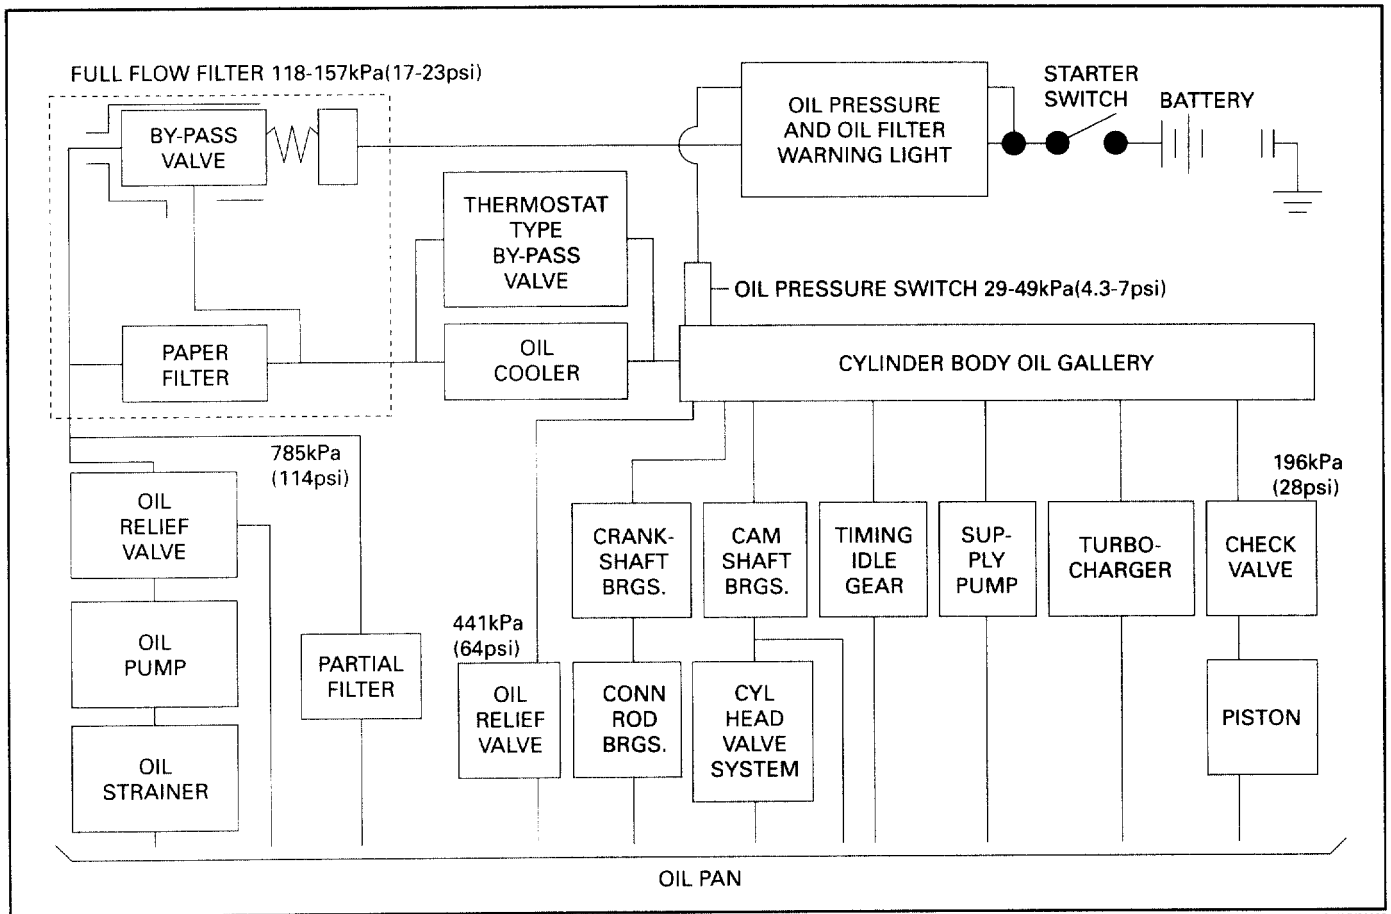 FULL FLOW FILTER 118-157kPa(17-23psi)
BY-PASS
VALVE
OIL PRESSURE
AND OIL FILTER
WARNING LIGHT
STARTER
SWITCH
BATTERY
THERMOSTAT
TYPE
BY-PASS
VALVE
OIL PRESSURE SWITCH 29-49kPa(4.3-7psi)
PAPER
FILTER
OIL
COOLER
CYLINDER BODY OIL GALLERY
785kPa
(114psi)
196kPa
(28psi)
OIL
RELIEF
VALVE
CRANK-
SHAFT
BRGS.
CAM
SHAFT
BRGS.
TIMING
IDLE
GEAR
SUP-
PLY
PUMP
TURBO-
CHARGER
CHECK
VALVE
OIL
PUMP
PARTIAL
FILTER
441kPa
(64psi)
OIL
RELIEF
VALVE
CONN
ROD
BRGS.
CYL
HEAD
VALVE
SYSTEM
PISTON
OIL
STRAINER
OIL PAN